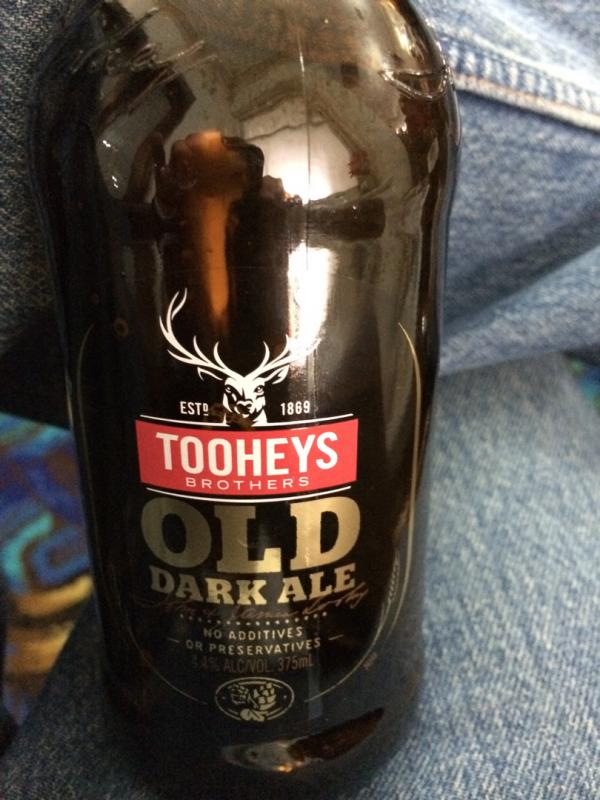 ESTD 1869
TOOHEYS
BROTHERS
OLD
DARK ALE
NO ADDITIVES
OR PRESERVATIVES
4.4% ALC/VOL. 375mL